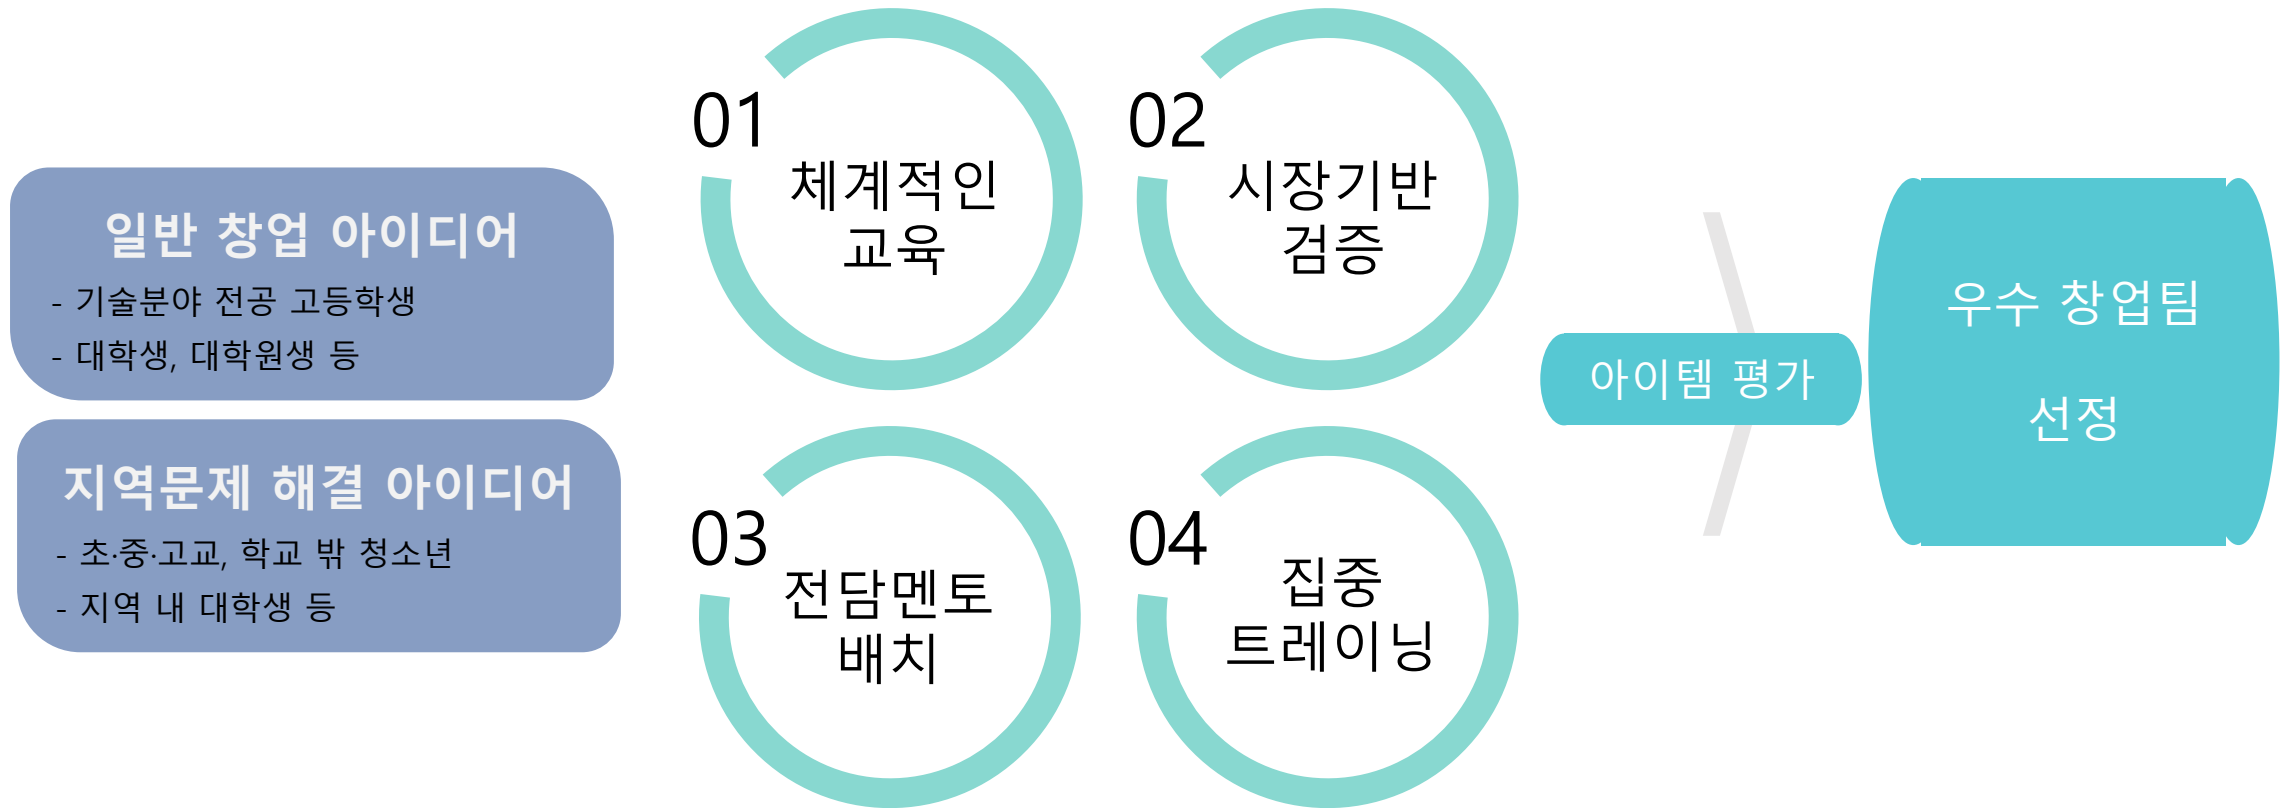 일반 창업 아이디어
- 기술분야 전공 고등학생
- 대학생, 대학원생 등
지역문제 해결 아이디어
- 초·중·고교, 학교 밖 청소년
- 지역 내 대학생 등
01
체계적인
교육
02
시장기반
검증
03
전담멘토
배치
04
집중
트레이닝
아이템 평가
우수 창업팀
선정